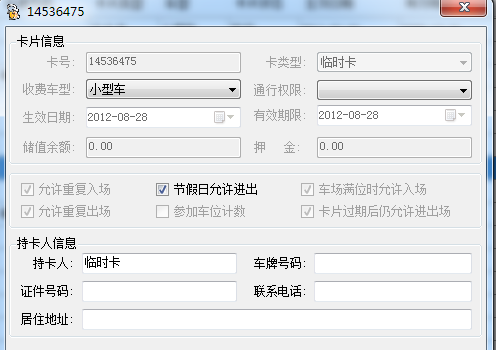 14536475
卡片信息
卡号: 14536475 卡类型: 临时卡
收费车型: 小型车 通行权限:
生效日期: 2012-08-28 有效期限: 2012-08-28
储值余额: 0.00 押 金: 0.00
允许重复入场 节假日允许进出 车场满位时允许入场
允许重复出场 参加车位计数 卡片过期后仍允许进出场
持卡人信息
持卡人: 临时卡 车牌号码:
证件号码: 联系电话:
居住地址: